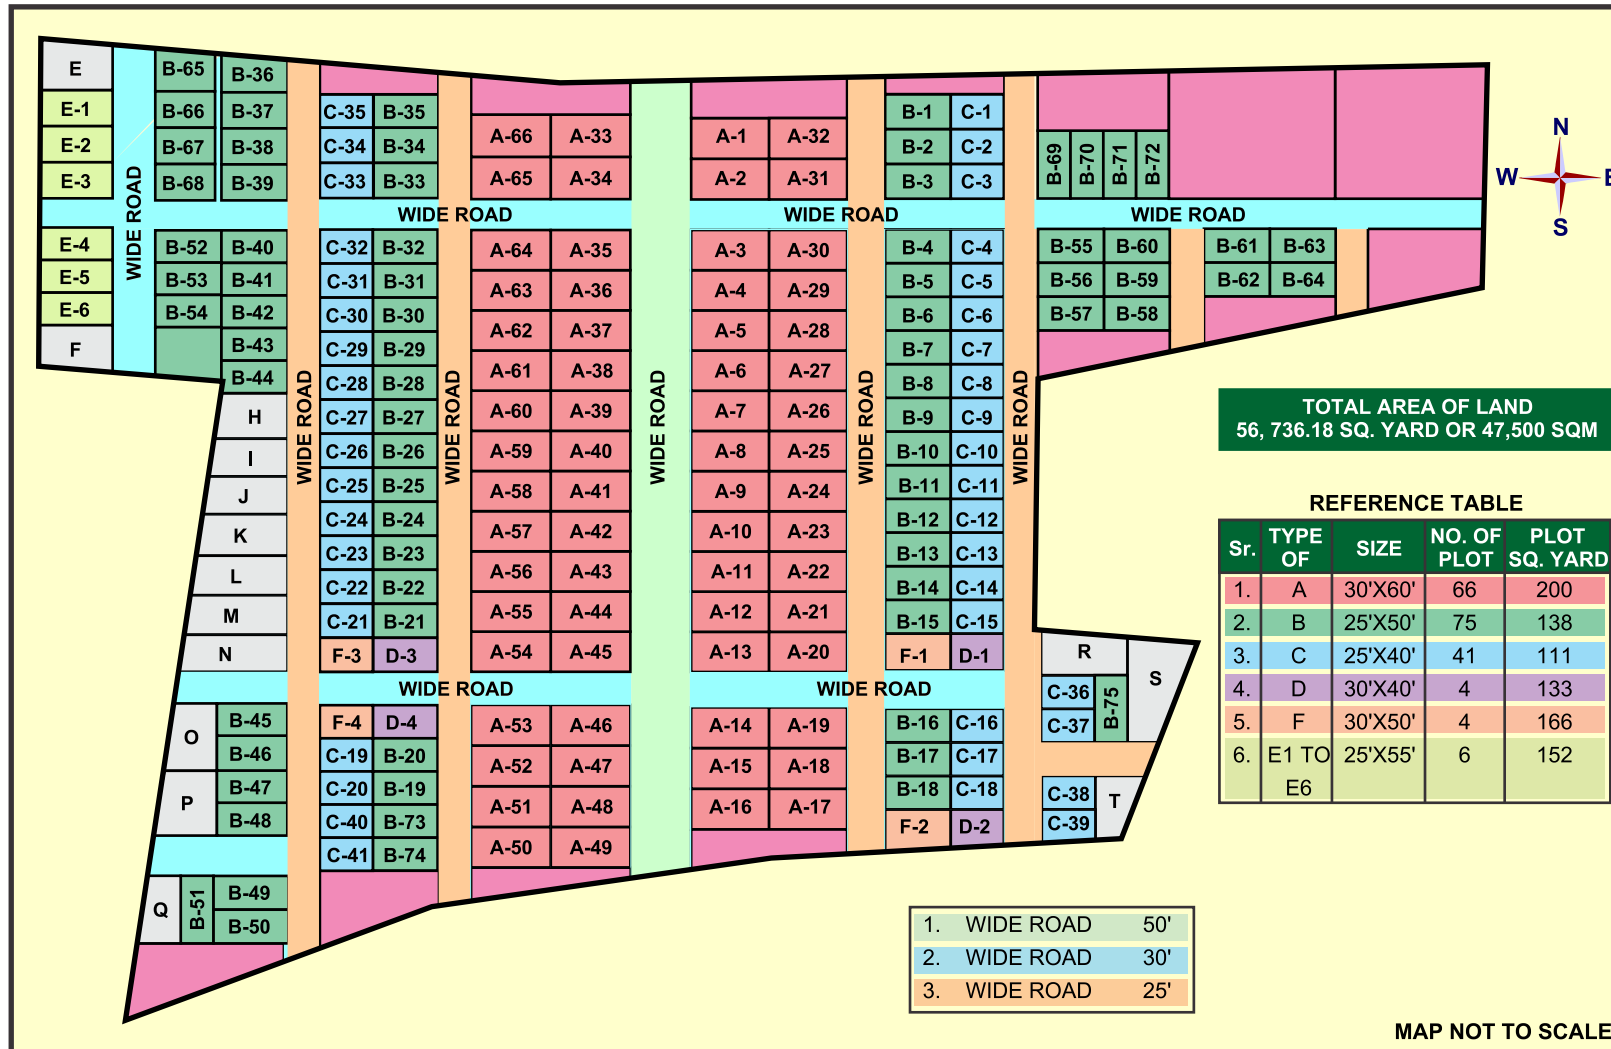 E B-65 B-36
E-1 B-66 B-37 C-35 B-35 B-1 C-1
E-2 B-67 B-38 C-34 B-34 A-66 A-33 A-1 A-32 B-2 C-2
E-3 B-68 B-39 C-33 B-33 A-65 A-34 A-2 A-31 B-3 C-3 B-69 B-70 B-71 B-72
N
W E
S
WIDE ROAD
WIDE ROAD WIDE ROAD WIDE ROAD
E-4 B-52 B-40 C-32 B-32 A-64 A-35 A-3 A-30 B-4 C-4 B-55 B-60 B-61 B-63
E-5 B-53 B-41 C-31 B-31 A-63 A-36 A-4 A-29 B-5 C-5 B-56 B-59 B-62 B-64
E-6 B-54 B-42 C-30 B-30 A-62 A-37 A-5 A-28 B-6 C-6 B-57 B-58
F B-43 C-29 B-29 A-61 A-38 A-6 A-27 B-7 C-7
B-44 C-28 B-28 B-8 C-8
H C-27 B-27 A-60 A-39 A-7 A-26 B-9 C-9
I C-26 B-26 A-59 A-40 A-8 A-25 B-10 C-10
J C-25 B-25 A-58 A-41 A-9 A-24 B-11 C-11
K C-24 B-24 A-57 A-42 A-10 A-23 B-12 C-12
C-23 B-23 B-13 C-13
L C-22 B-22 A-56 A-43 A-11 A-22 B-14 C-14
M C-21 B-21 A-55 A-44 A-12 A-21 B-15 C-15
N F-3 D-3 A-54 A-45 A-13 A-20 F-1 D-1 R S
WIDE ROAD WIDE ROAD WIDE ROAD WIDE ROAD WIDE ROAD
WIDE ROAD WIDE ROAD
C-36 B-75
O B-45 F-4 D-4 A-53 A-46 A-14 A-19 B-16 C-16 C-37
B-46 C-19 B-20 A-52 A-47 A-15 A-18 B-17 C-17
P B-47 C-20 B-19 A-51 A-48 A-16 A-17 B-18 C-18 C-38 T
B-48 C-40 B-73 F-2 D-2 C-39
C-41 B-74 A-50 A-49
Q B-51 B-49
B-50
TOTAL AREA OF LAND
56, 736.18 SQ. YARD OR 47,500 SQM
REFERENCE TABLE
Sr. TYPE OF SIZE NO. OF PLOT PLOT SQ. YARD
1. A 30'X60' 66 200
2. B 25'X50' 75 138
3. C 25'X40' 41 111
4. D 30'X40' 4 133
5. F 30'X50' 4 166
6. E1 TO 25'X55' 6 152
E6
1. WIDE ROAD 50'
2. WIDE ROAD 30'
3. WIDE ROAD 25'
MAP NOT TO SCALE